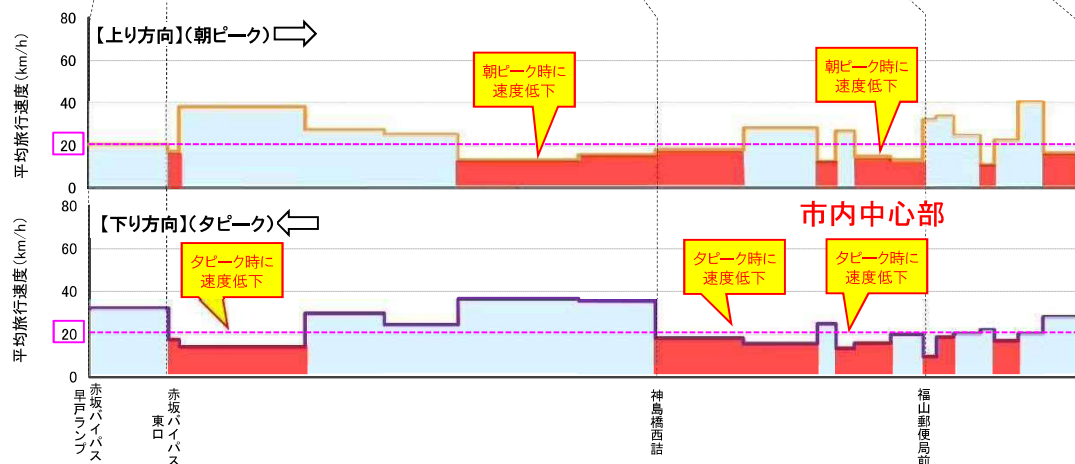 【上り方向】(朝ピーク)
平均旅行速度(km/h)
80
60
40
20
0
朝ピーク時に
速度低下
朝ピーク時に
速度低下
【下り方向】(夕ピーク)
市内中心部
平均旅行速度(km/h)
80
60
40
20
0
夕ピーク時に
速度低下
夕ピーク時に
速度低下
夕ピーク時に
速度低下
赤坂バイパス
早戸ランプ
赤坂バイパス
東口
神島橋西詰
福山郵便局前